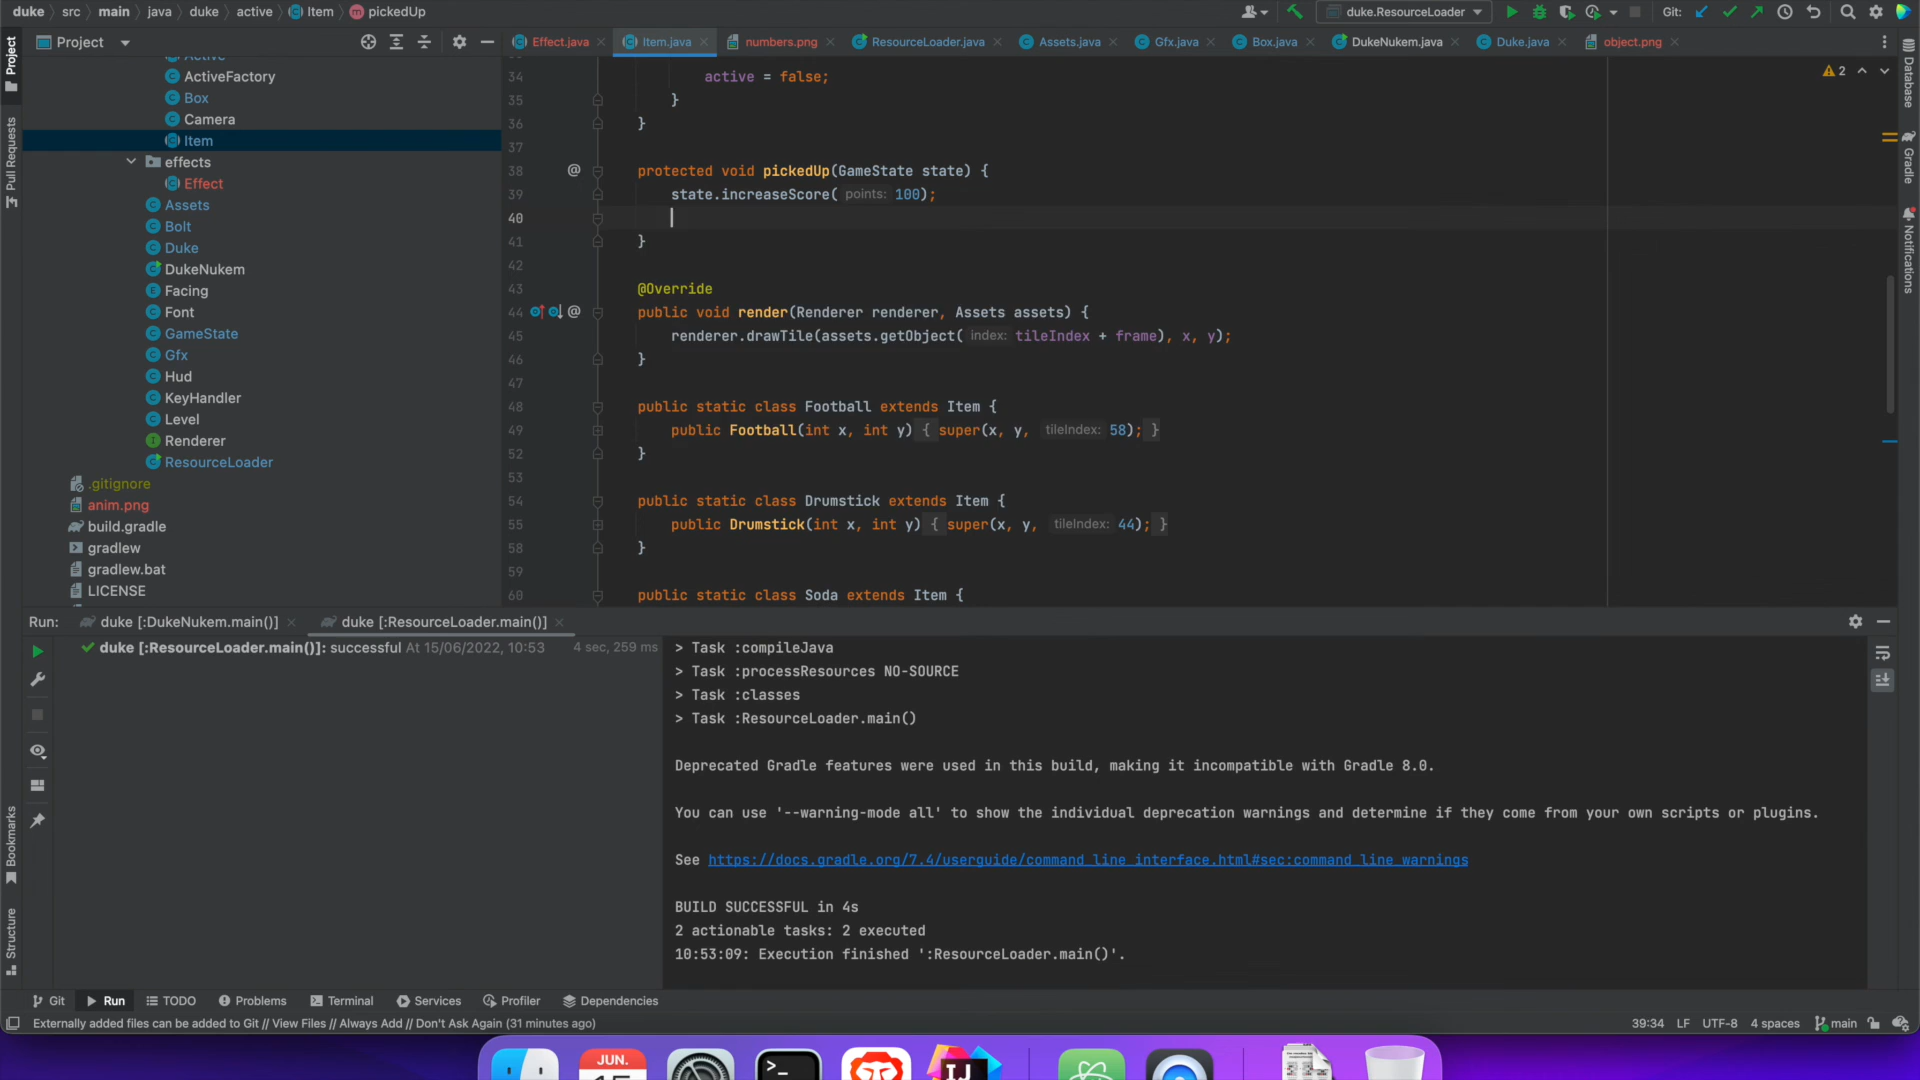 duke src main java duke active Item pickedUp
duke.ResourceLoader Git:
Project
Effect.java Item.java numbers.png ResourceLoader.java Assets.java Gfx.java Box.java DukeNukem.java Duke.java object.png
Project
Pull Requests
Bookmarks
Structure
Active
ActiveFactory
Box
Camera
Item
effects
Effect
Assets
Bolt
Duke
DukeNukem
Facing
Font
GameState
Gfx
Hud
KeyHandler
Level
Renderer
ResourceLoader
.gitignore
anim.png
build.gradle
gradlew
gradlew.bat
LICENSE
2
34 active = false;
35 }
36 }
37
38 @ protected void pickedUp(GameState state) {
39 state.increaseScore( points: 100);
40
41 }
42
43 @Override
44 @ public void render(Renderer renderer, Assets assets) {
45 renderer.drawTile(assets.getObject( index: tileIndex + frame), x, y);
46 }
47
48 public static class Football extends Item {
49 public Football(int x, int y) { super(x, y, tileIndex: 58); }
52 }
53
54 public static class Drumstick extends Item {
55 public Drumstick(int x, int y) { super(x, y, tileIndex: 44); }
58 }
59
60 public static class Soda extends Item {
Database
Gradle
Notifications
Run: duke [:DukeNukem.main()] duke [:ResourceLoader.main()]
duke [:ResourceLoader.main()]: successful At 15/06/2022, 10:53 4 sec, 259 ms
> Task :compileJava
> Task :processResources NO-SOURCE
> Task :classes
> Task :ResourceLoader.main()
Deprecated Gradle features were used in this build, making it incompatible with Gradle 8.0.
You can use '--warning-mode all' to show the individual deprecation warnings and determine if they come from your own scripts or plugins.
See https://docs.gradle.org/7.4/userguide/command_line_interface.html#sec:command_line_warnings
BUILD SUCCESSFUL in 4s
2 actionable tasks: 2 executed
10:53:09: Execution finished ':ResourceLoader.main()'.
Git Run TODO Problems Terminal Services Profiler Dependencies
Externally added files can be added to Git // View Files // Always Add // Don't Ask Again (31 minutes ago)
39:34 LF UTF-8 4 spaces main
JUN.
>_
IJ